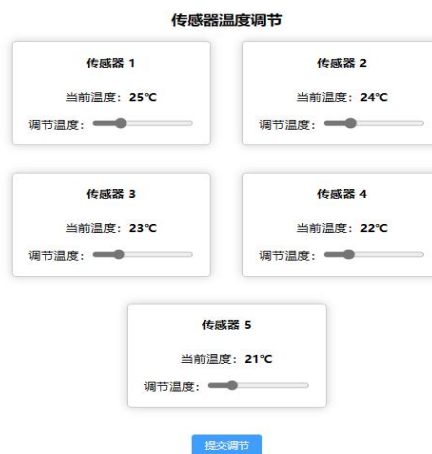 传感器温度调节
传感器 1
当前温度：25℃
调节温度：
传感器 2
当前温度：24℃
调节温度：
传感器 3
当前温度：23℃
调节温度：
传感器 4
当前温度：22℃
调节温度：
传感器 5
当前温度：21℃
调节温度：
提交调节